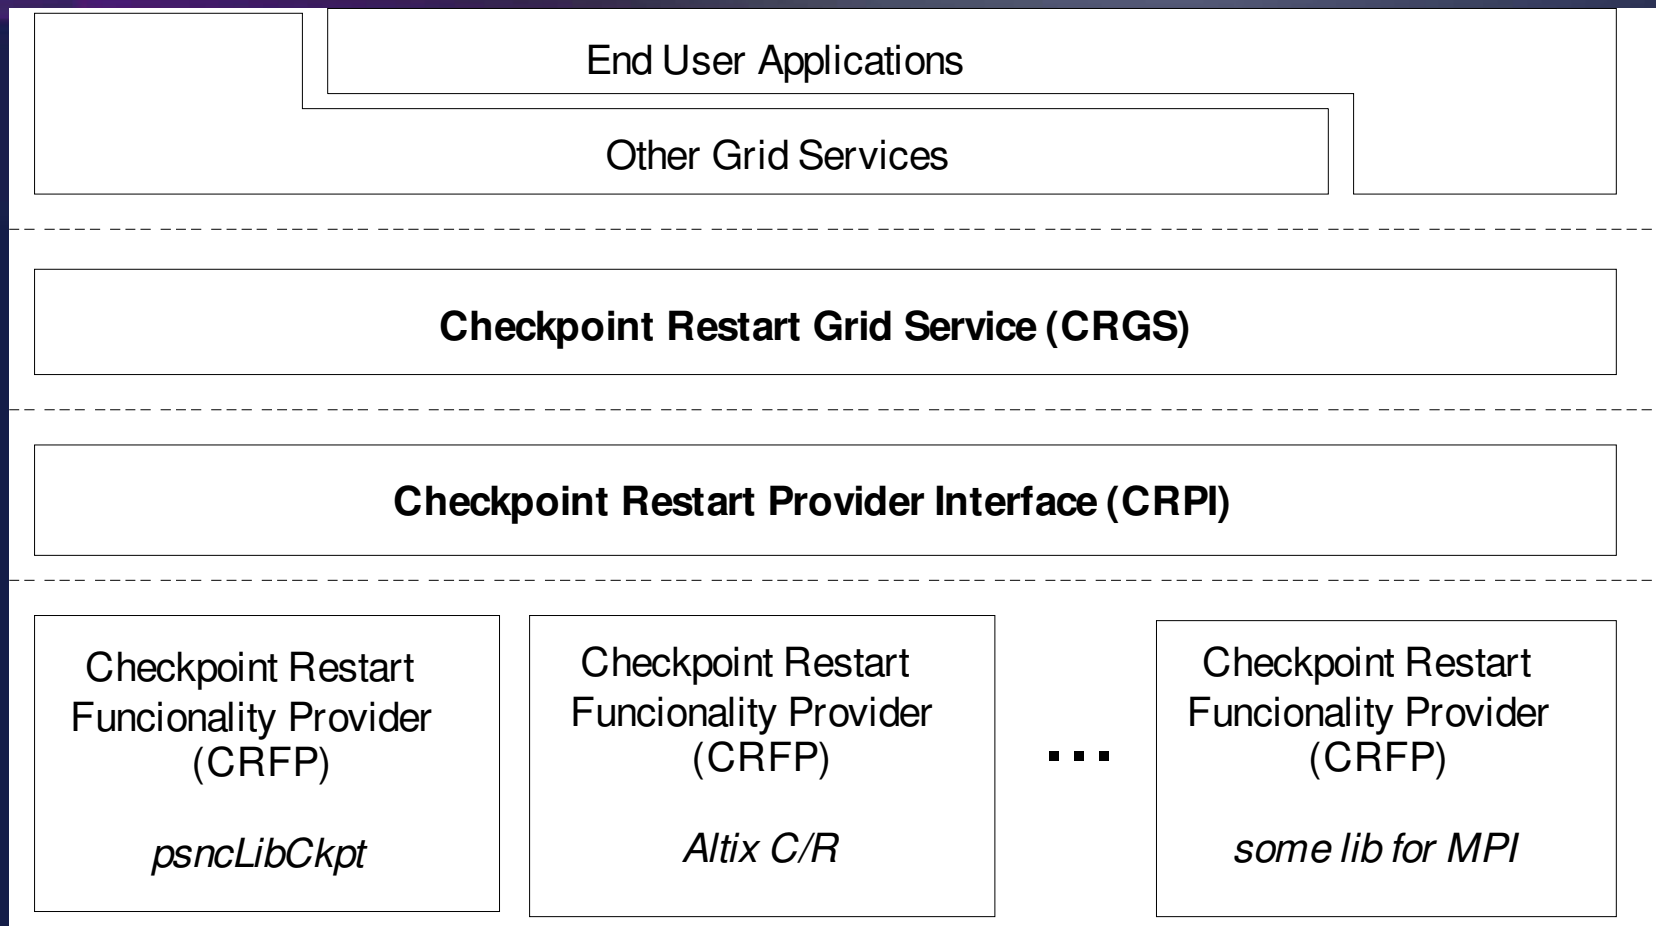 End User Applications
Other Grid Services
Checkpoint Restart Grid Service (CRGS)
Checkpoint Restart Provider Interface (CRPI)
Checkpoint Restart
Funcionality Provider
(CRFP)
psncLibCkpt
Checkpoint Restart
Funcionality Provider
(CRFP)
Altix C/R
...
Checkpoint Restart
Funcionality Provider
(CRFP)
some lib for MPI